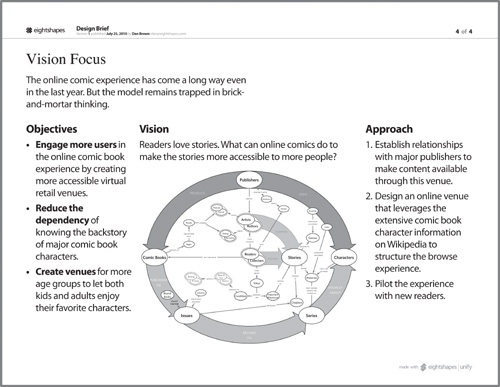 eightshapes
Design Brief
July 25, 2010
Dan Brown
4 of 4
Vision Focus
The online comic experience has come a long way even
in the last year. But the model remains trapped in brick-
and-mortar thinking.
Objectives
• Engage more users in
the online comic book
experience by creating
more accessible virtual
retail venues.
• Reduce the
dependency of
knowing the backstory
of major comic book
characters.
• Create venues for more
age groups to let both
kids and adults enjoy
their favorite characters.
Vision
Readers love stories. What can online comics do to
make the stories more accessible to more people?
Publishers
Artists
Authors
Comic Books
Readers
Collectors
Stories
Characters
Issues
Series
Approach
1. Establish relationships
with major publishers to
make content available
through this venue.
2. Design an online venue
that leverages the
extensive comic book
character information
on Wikipedia to
structure the browse
experience.
3. Pilot the experience
with new readers.
made with eightshapes | unify